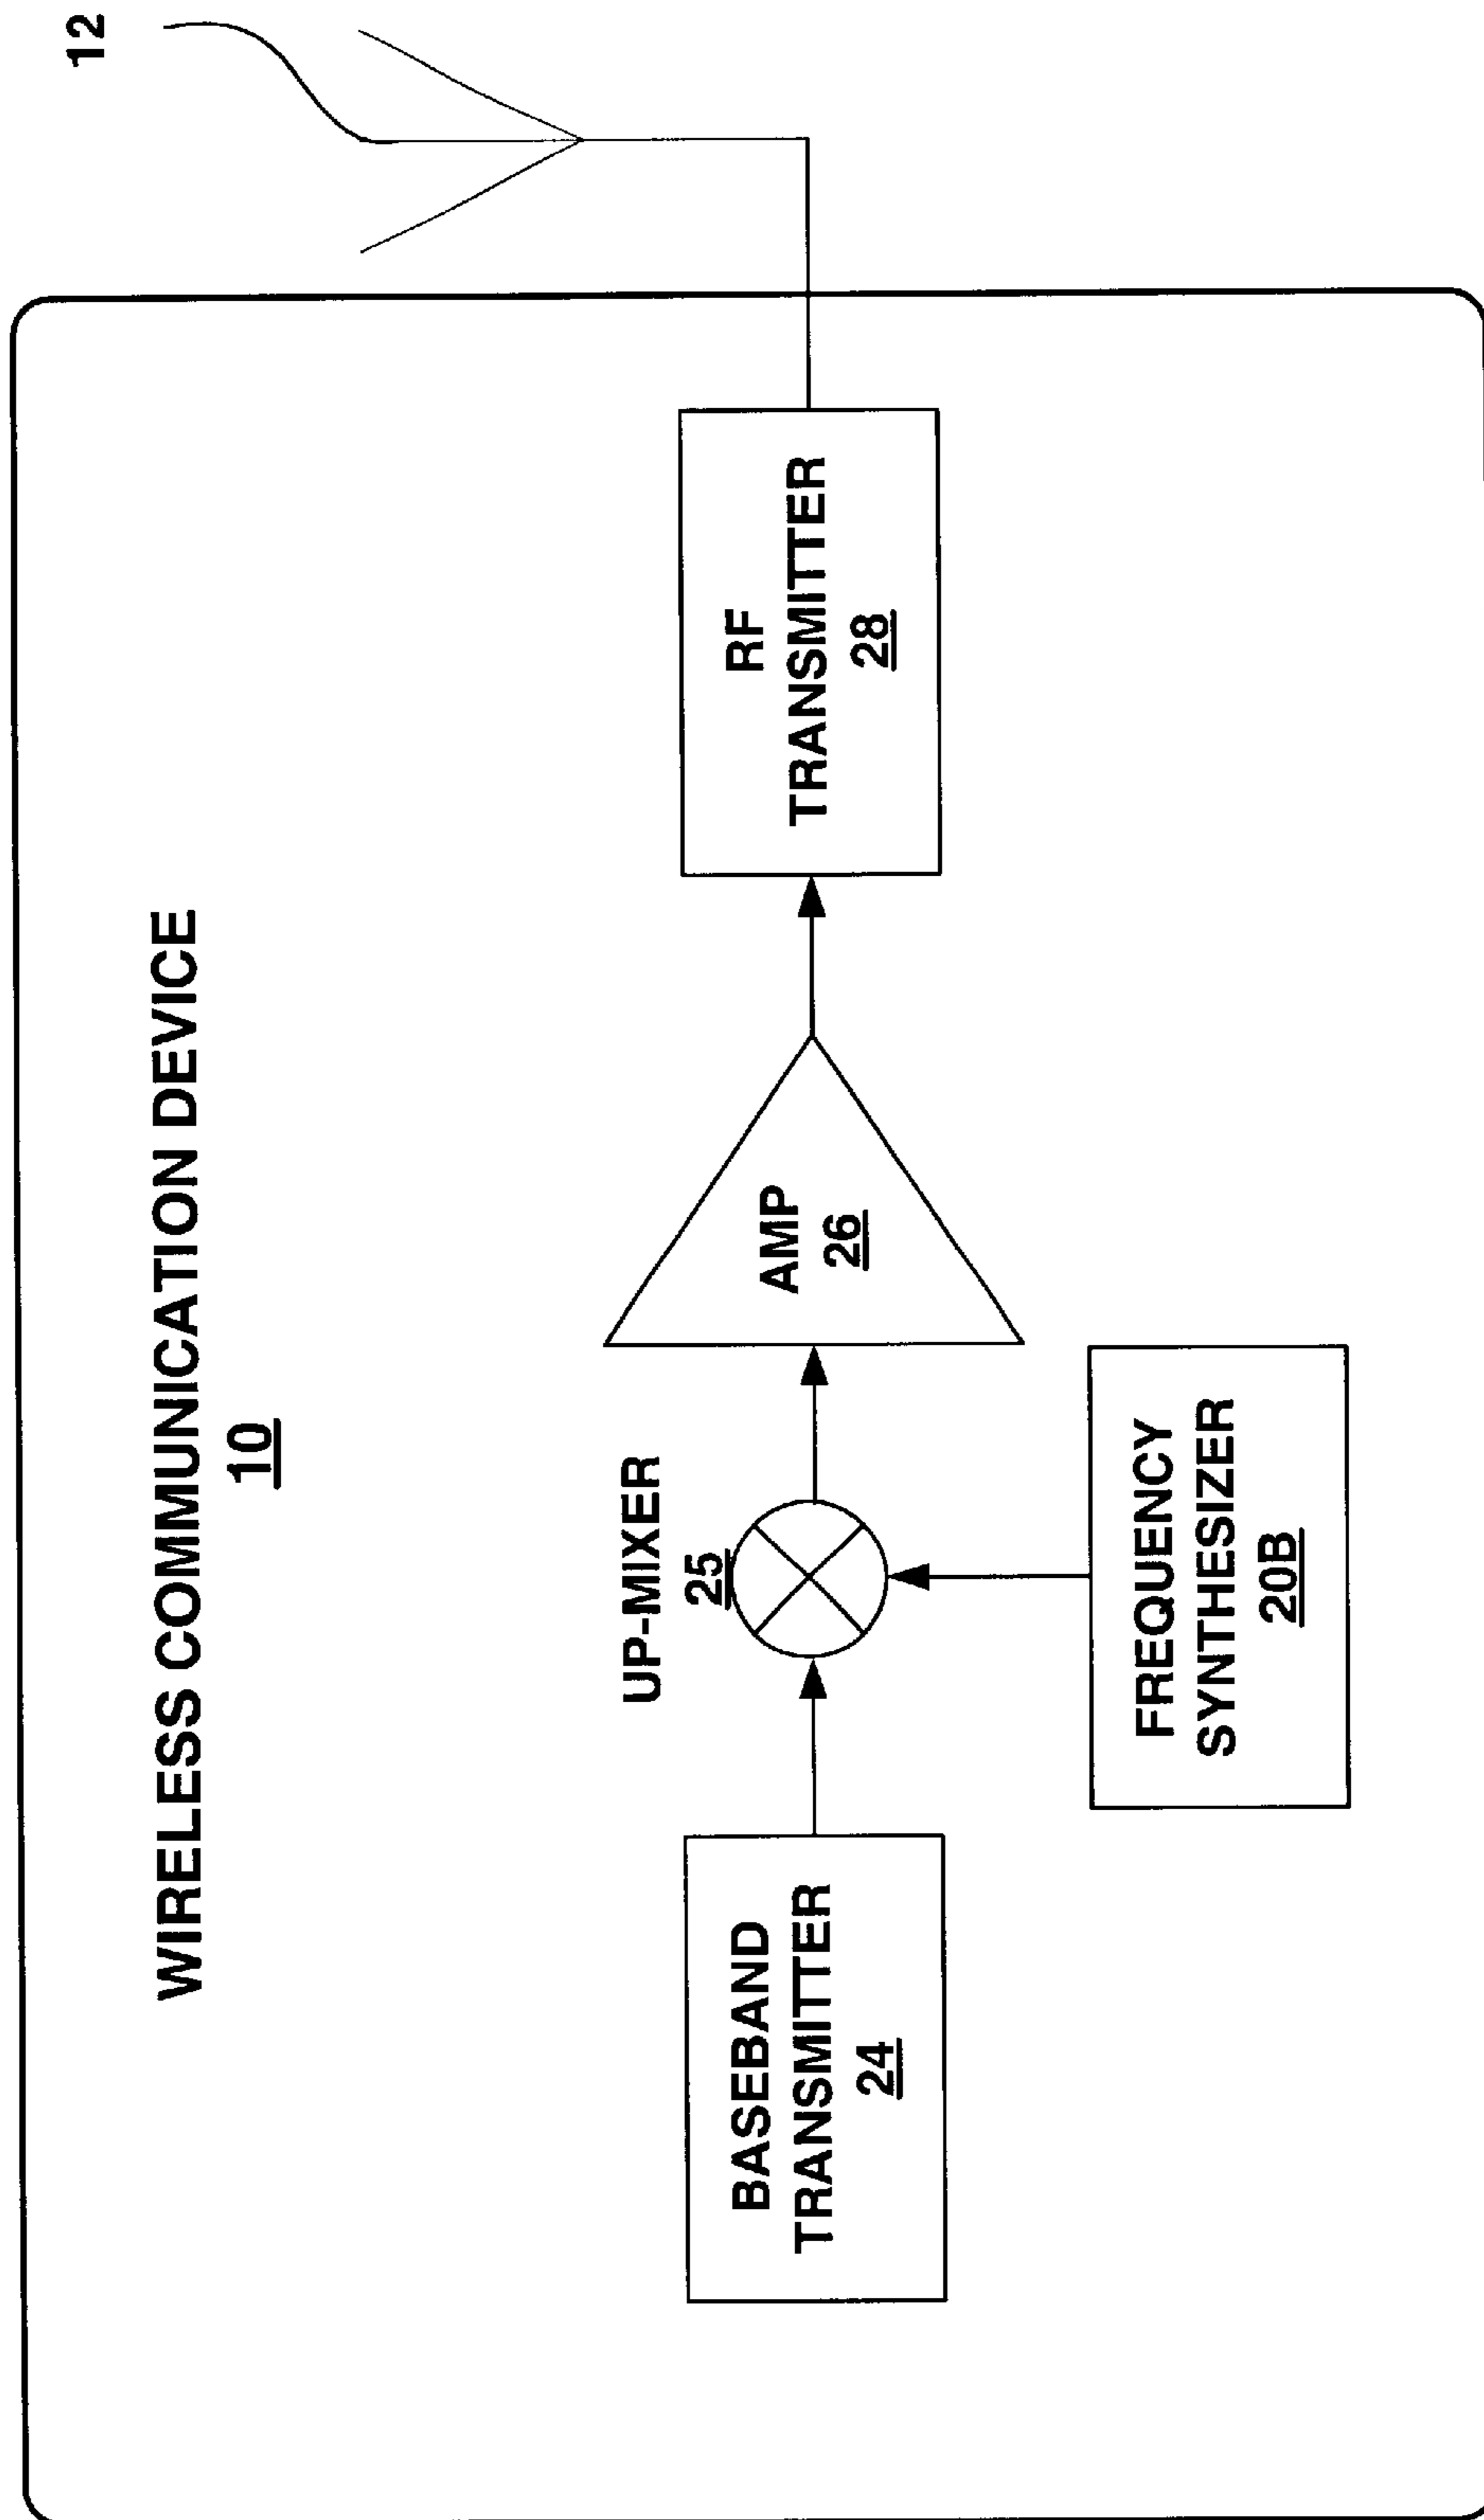 WIRELESS COMMUNICATION DEVICE
10
12
BASEBAND
TRANSMITTER
24
UP-MIXER
25
FREQUENCY
SYNTHESIZER
20B
AMP
26
RF
TRANSMITTER
28